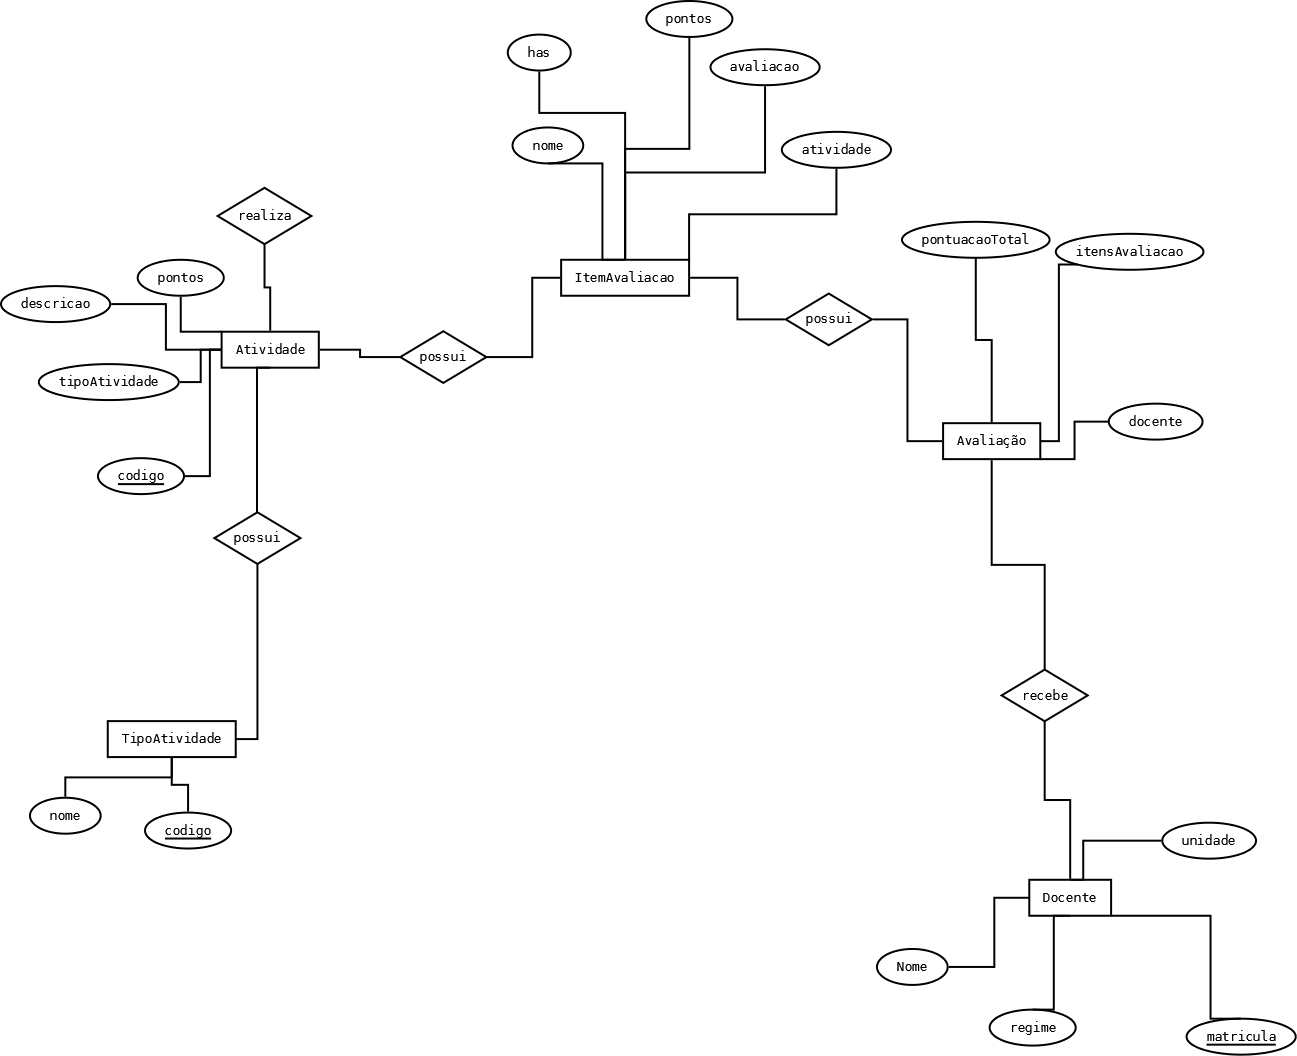 pontos
has
avaliacao
nome
atividade
realiza
pontuacaoTotal
itensAvaliacao
pontos
ItemAvaliacao
descricao
possui
Atividade
possui
tipoAtividade
docente
Avaliação
codigo
possui
recebe
TipoAtividade
nome
codigo
unidade
Docente
Nome
regime
matricula